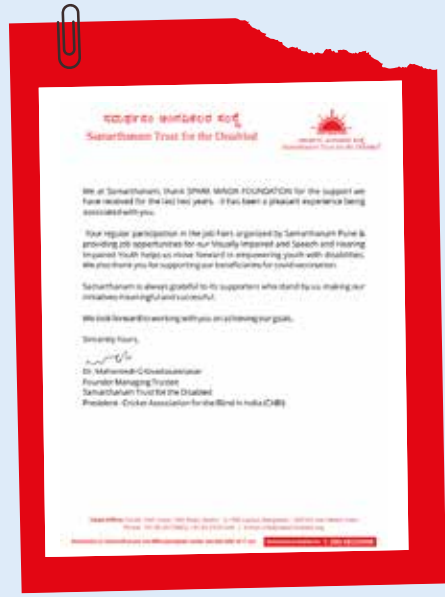 ಸಮರ್ಥನಂ ಅಂಗವಿಕಲರ ಸಂಸ್ಥೆ
Samarthanam Trust for the Disabled
Samarthanam Trust for the Disabled
We at Samarthanam, thank SPARK MINDA FOUNDATION for the support we
have received for the last two years. It has been a pleasant experience being
associated with you.
Your regular participation in the job fairs organized by Samarthanam Pune &
providing job opportunities for our Visually Impaired and Speech and Hearing
Impaired Youth helps us move forward in empowering youth with disabilities.
We also thank you for supporting our beneficiaries for covid vaccination.
Samarthanam is always grateful to its supporters who stand by us, making our
initiatives meaningful and successful.
We look forward to working with you on achieving our goals.
Sincerely Yours,
Dr. Mahantesh G Kivadasannavar
Founder Managing Trustee
Samarthanam Trust for the Disabled
President - Cricket Association for the Blind in India (CABI)